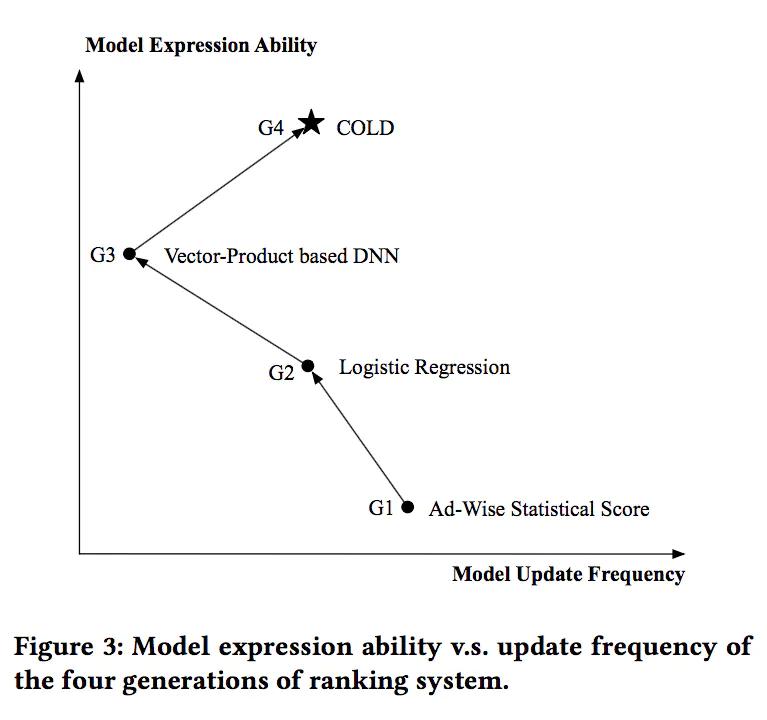 Model Expression Ability
G4 COLD
G3 Vector-Product based DNN
G2 Logistic Regression
G1 Ad-Wise Statistical Score
Model Update Frequency
Figure 3: Model expression ability v.s. update frequency of
the four generations of ranking system.